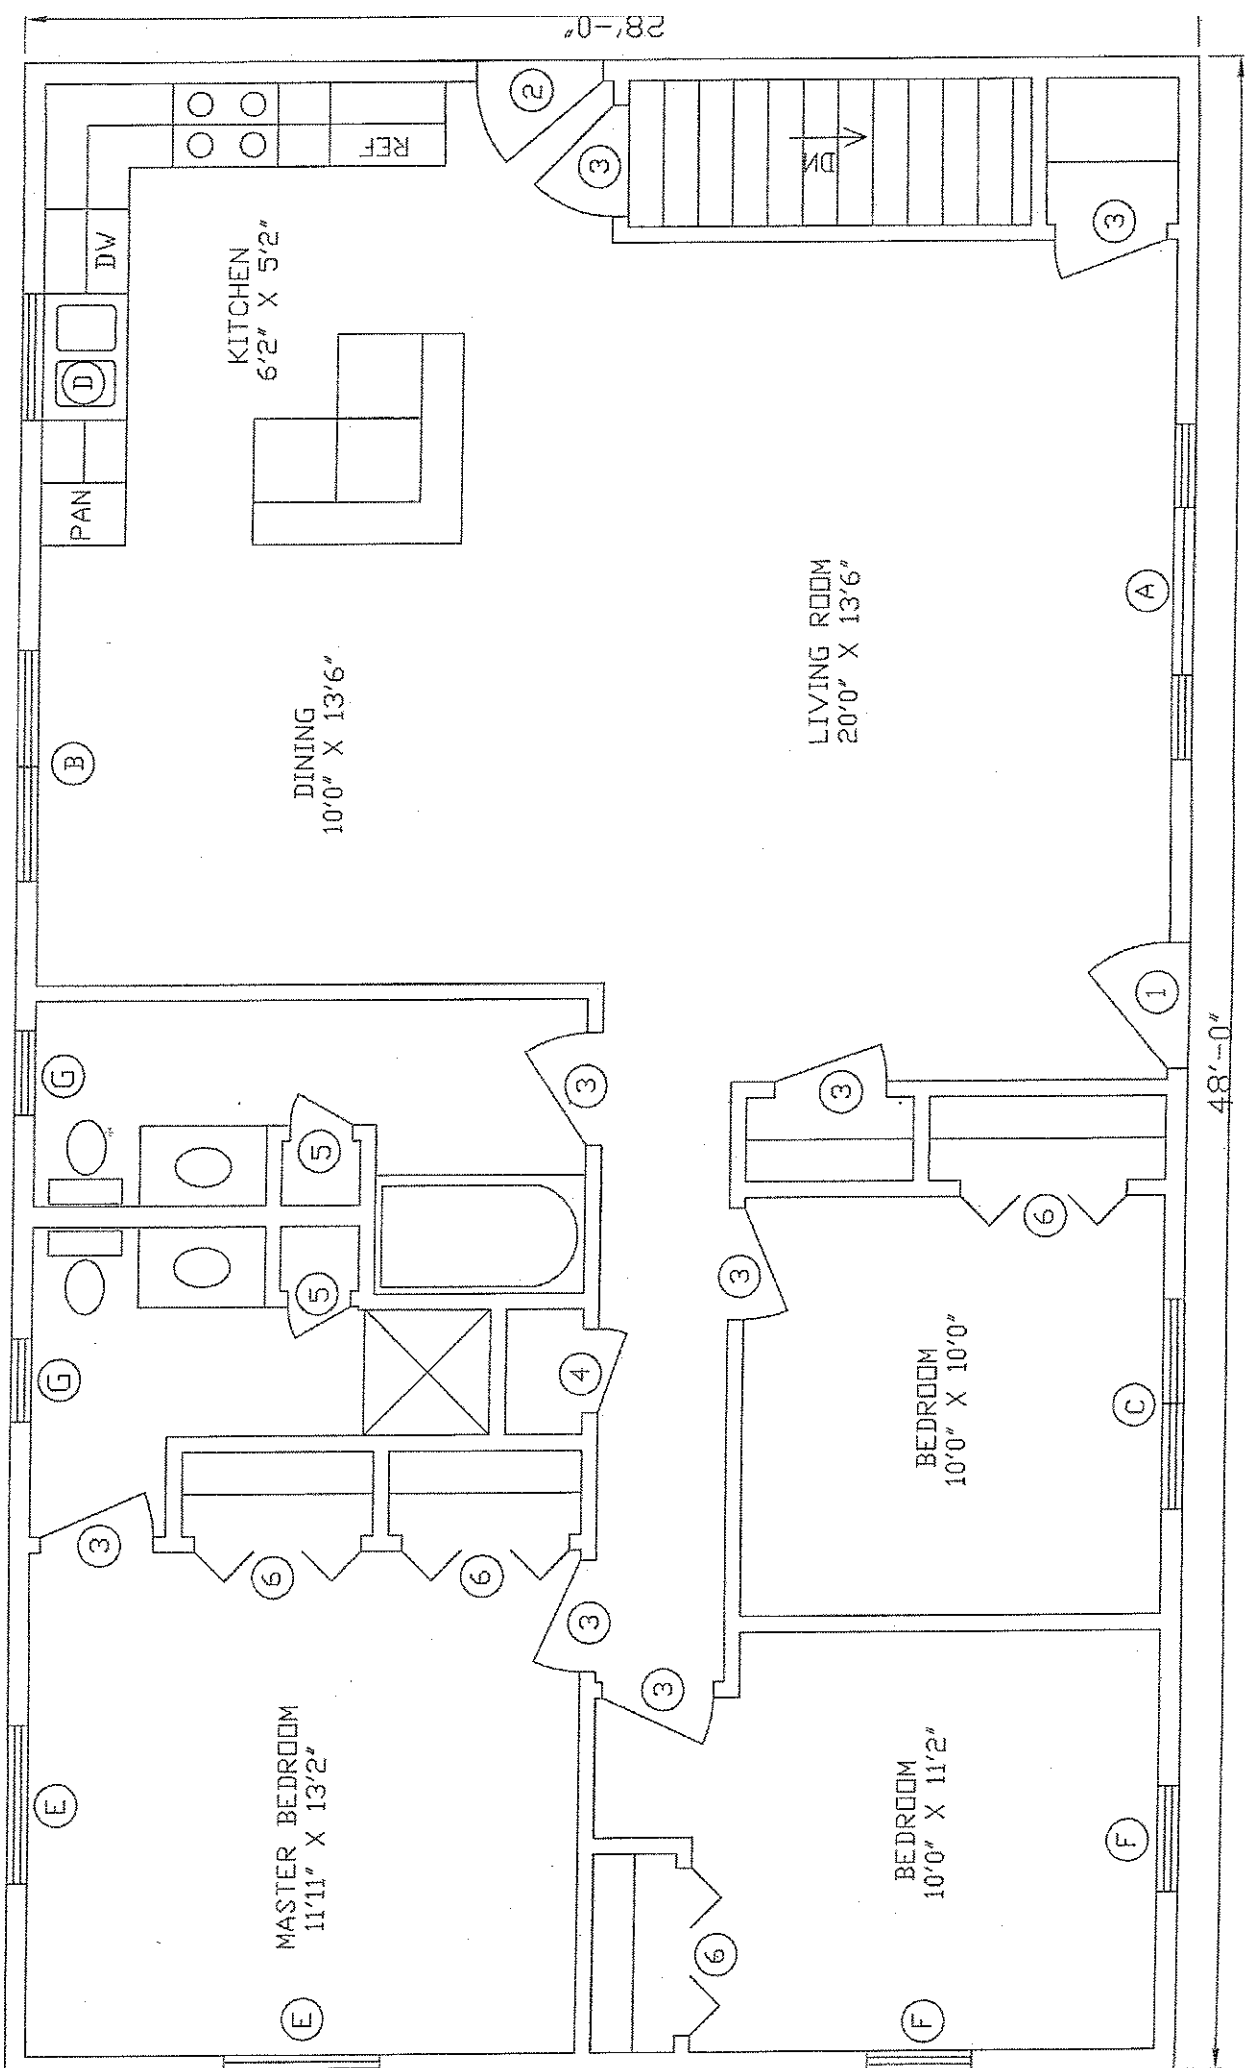 28'-0"
2
REF
3
DN
3
DW
D
PAN
KITCHEN
6'2" X 5'2"
B
DINING
10'0" X 13'6"
LIVING ROOM
20'0" X 13'6"
A
1
48'-0"
G
3
5
3
5
6
3
G
4
BEDROOM
10'0" X 10'0"
C
3
6
6
3
3
E
MASTER BEDROOM
11'11" X 13'2"
BEDROOM
10'0" X 11'2"
F
6
E
F